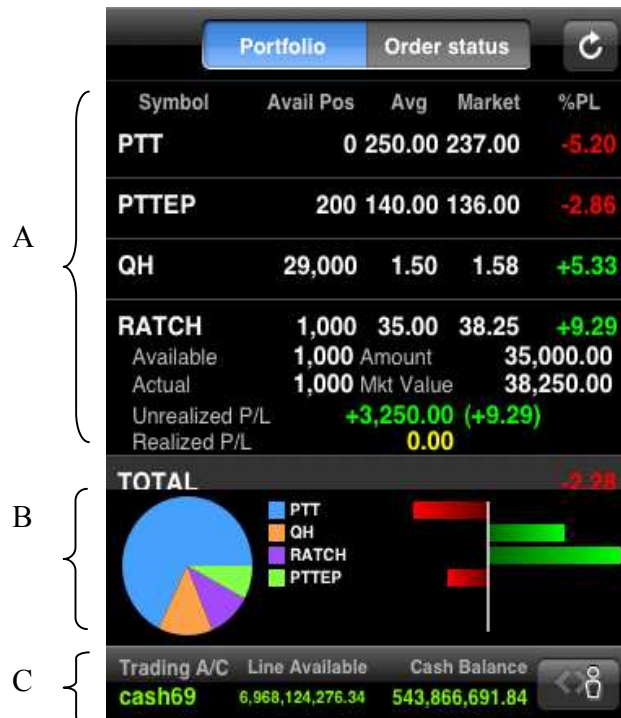 Portfolio Order status
Symbol Avail Pos Avg Market %PL
PTT 0 250.00 237.00 -5.20
PTTEP 200 140.00 136.00 -2.86
A
QH 29,000 1.50 1.58 +5.33
RATCH 1,000 35.00 38.25 +9.29
Available 1,000 Amount 35,000.00
Actual 1,000 Mkt Value 38,250.00
Unrealized P/L +3,250.00 (+9.29)
Realized P/L 0.00
TOTAL -2.28
B
PTT
QH
RATCH
PTTEP
C
Trading A/C Line Available Cash Balance
cash69 6,968,124,276.34 543,866,691.84